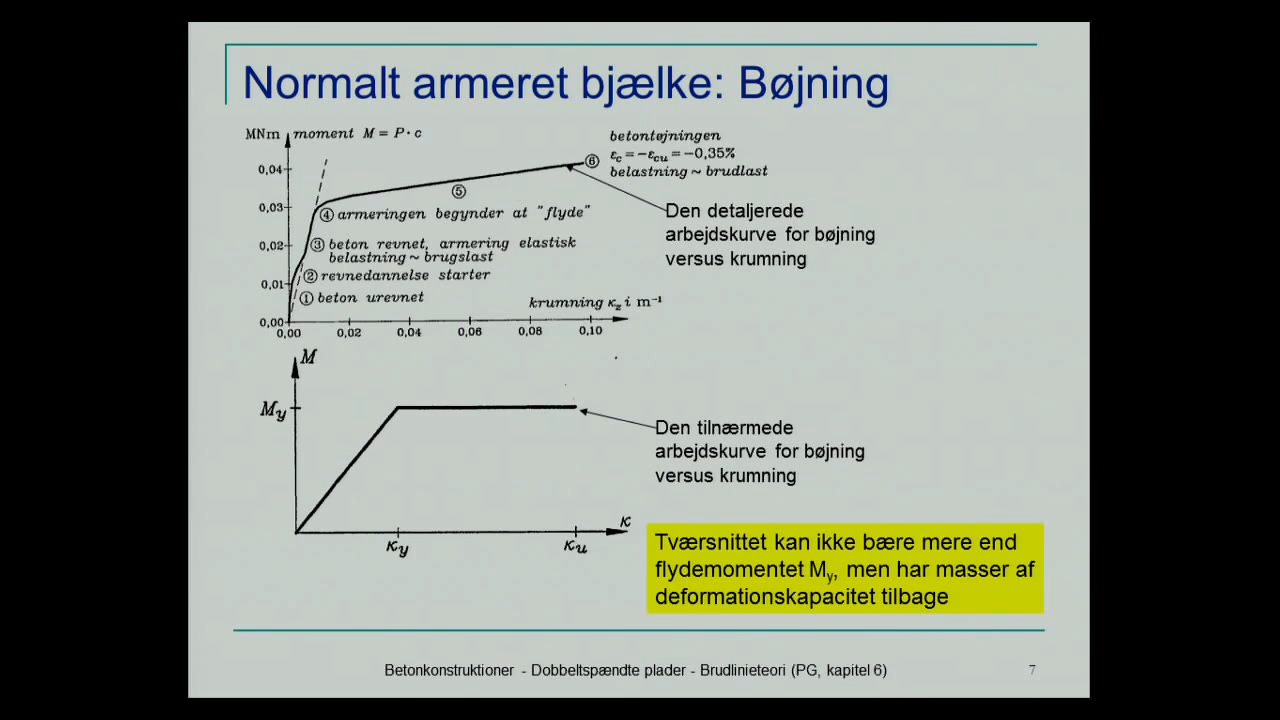 Normalt armeret bjælke: Bøjning
MNm moment M = P·c
0,04
0,03
0,02
0,01
0,00
betontøjningen
ε_c = -ε_cu = -0,35%
belastning ~ brudlast
⑥
⑤
④ armeringen begynder at "flyde"
③ beton revnet, armering elastisk
belastning ~ brugslast
② revnedannelse starter
① beton urevnet
krumning κ_z i m⁻¹
0,00 0,02 0,04 0,06 0,08 0,10
Den detaljerede
arbejdskurve for bøjning
versus krumning
M
M_y
κ_y κ_u κ
Den tilnærmede
arbejdskurve for bøjning
versus krumning
Tværsnittet kan ikke bære mere end
flydemomentet M_y, men har masser af
deformationskapacitet tilbage
Betonkonstruktioner - Dobbeltspændte plader - Brudlinieteori (PG, kapitel 6)
7